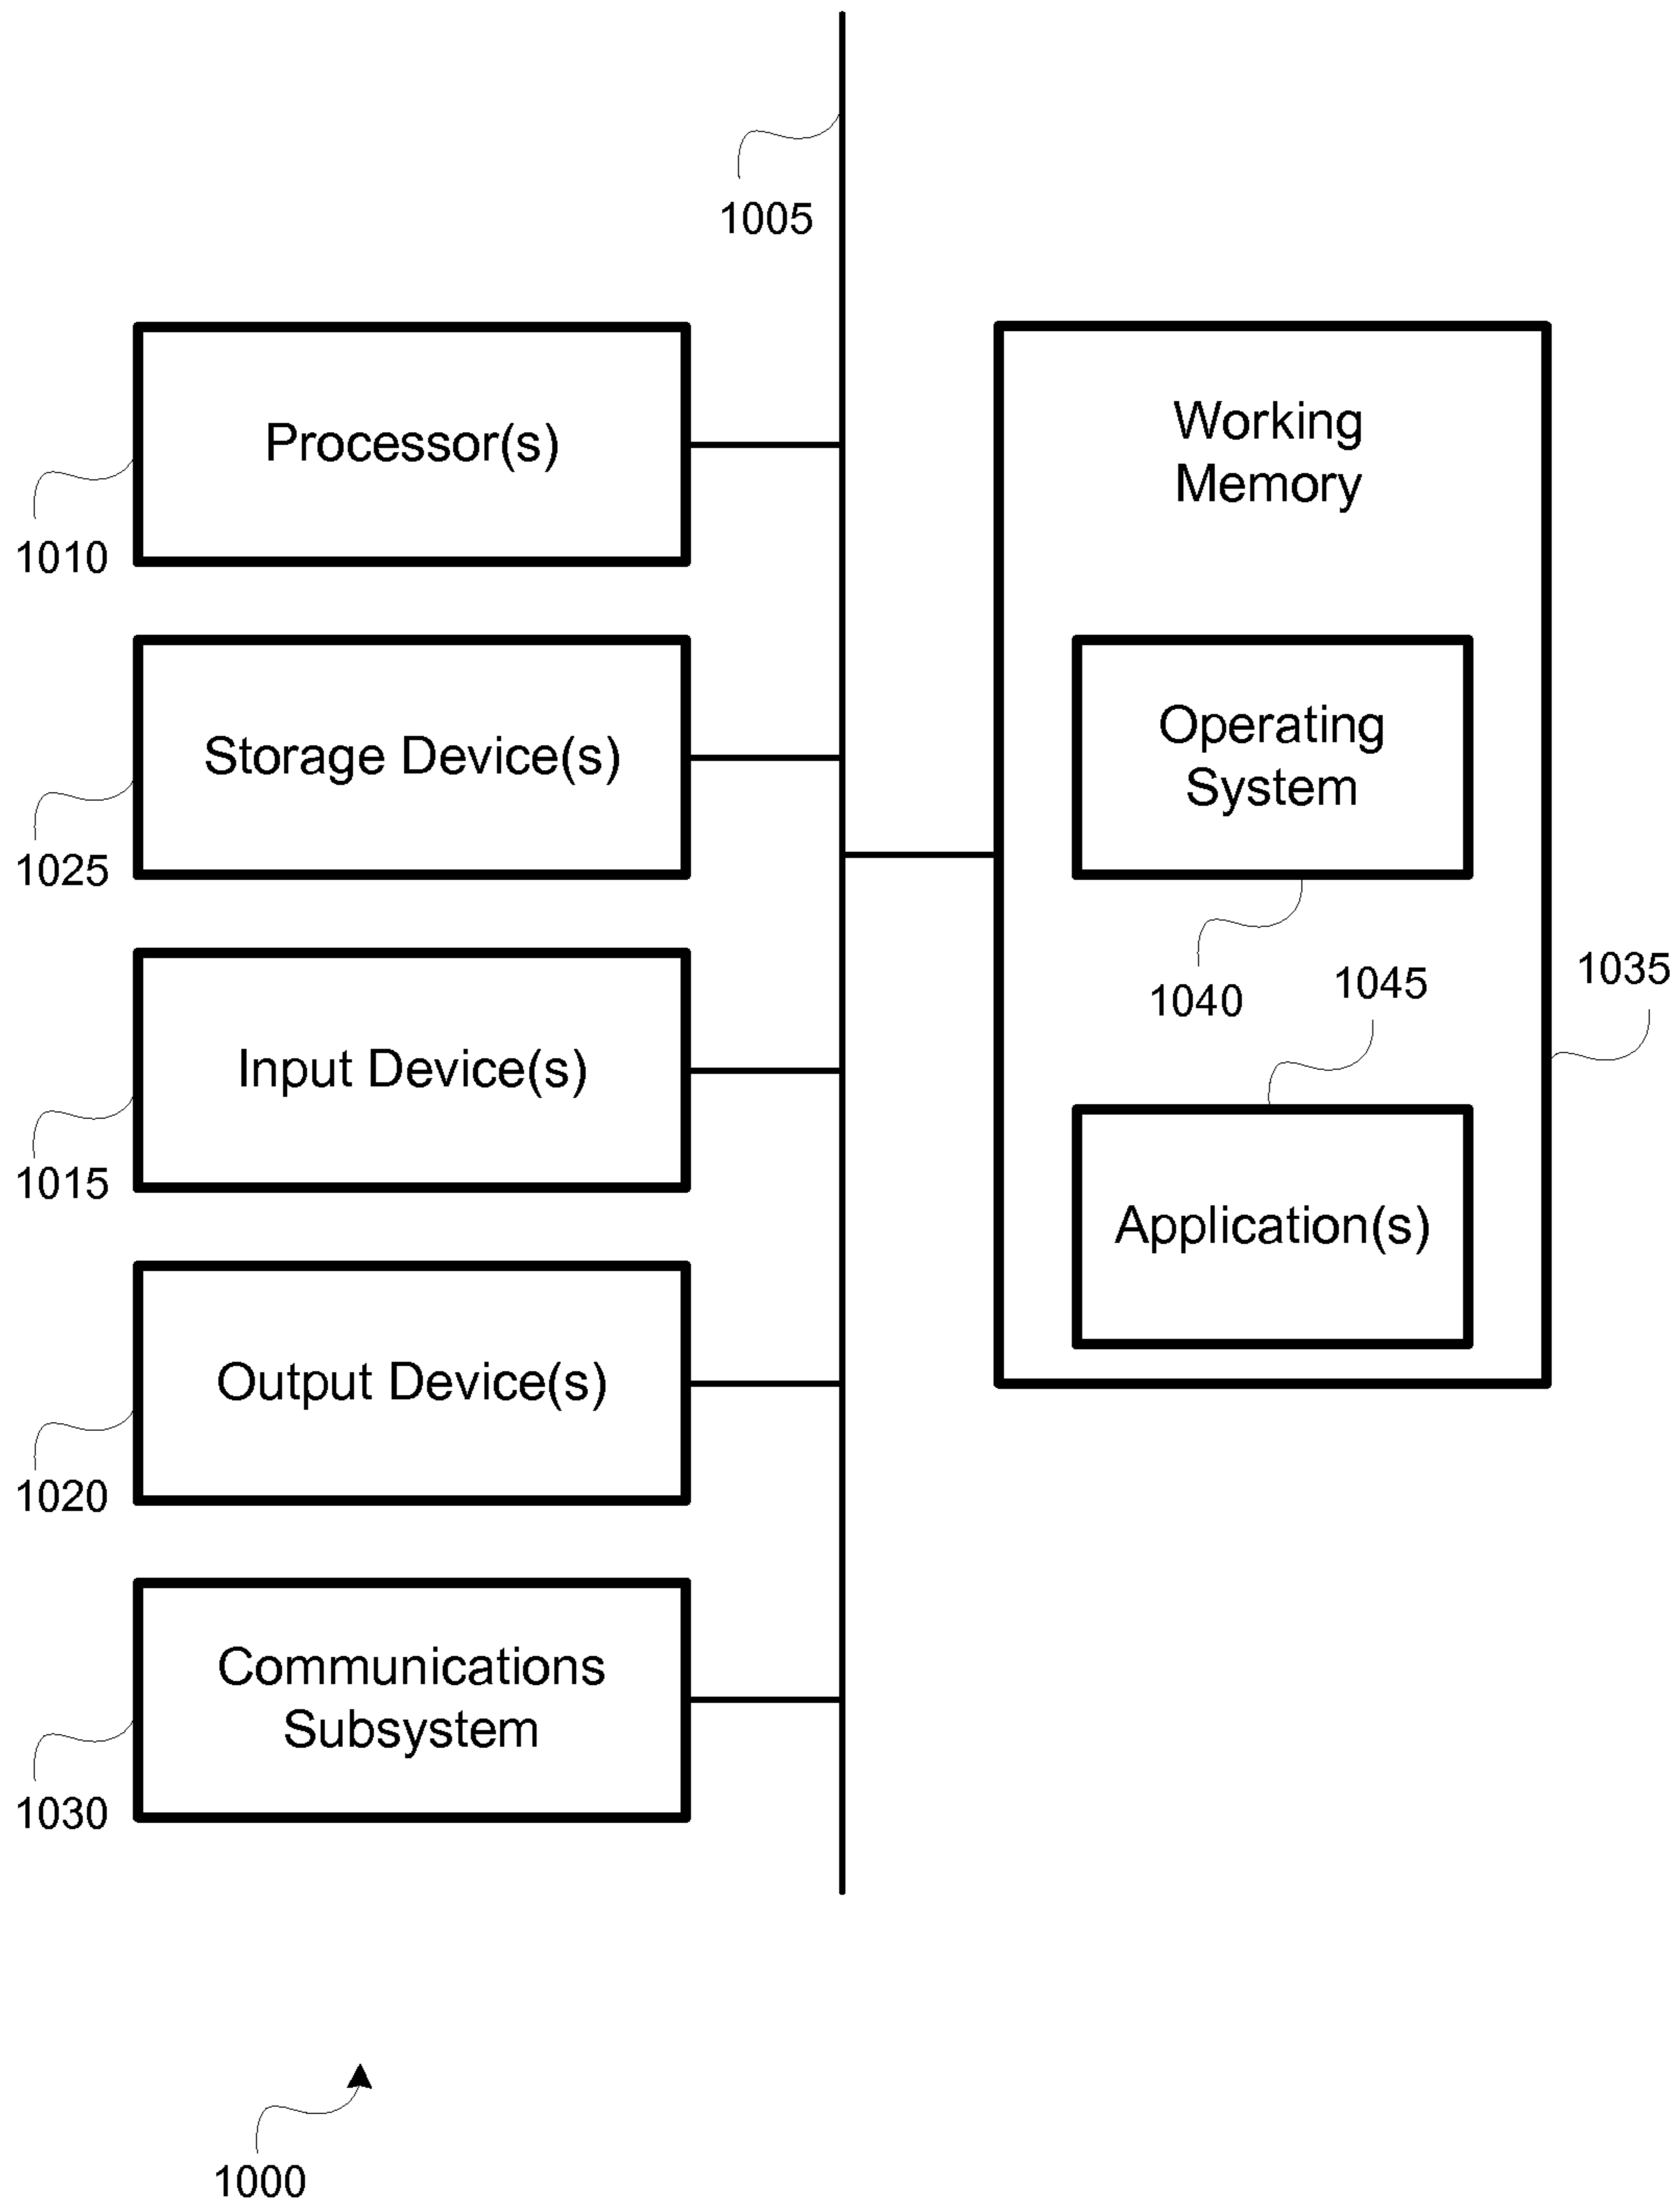 1005
Processor(s)
1010
Storage Device(s)
1025
Input Device(s)
1015
Output Device(s)
1020
Communications
Subsystem
1030
Working
Memory
Operating
System
1040
1045
1035
Application(s)
1000